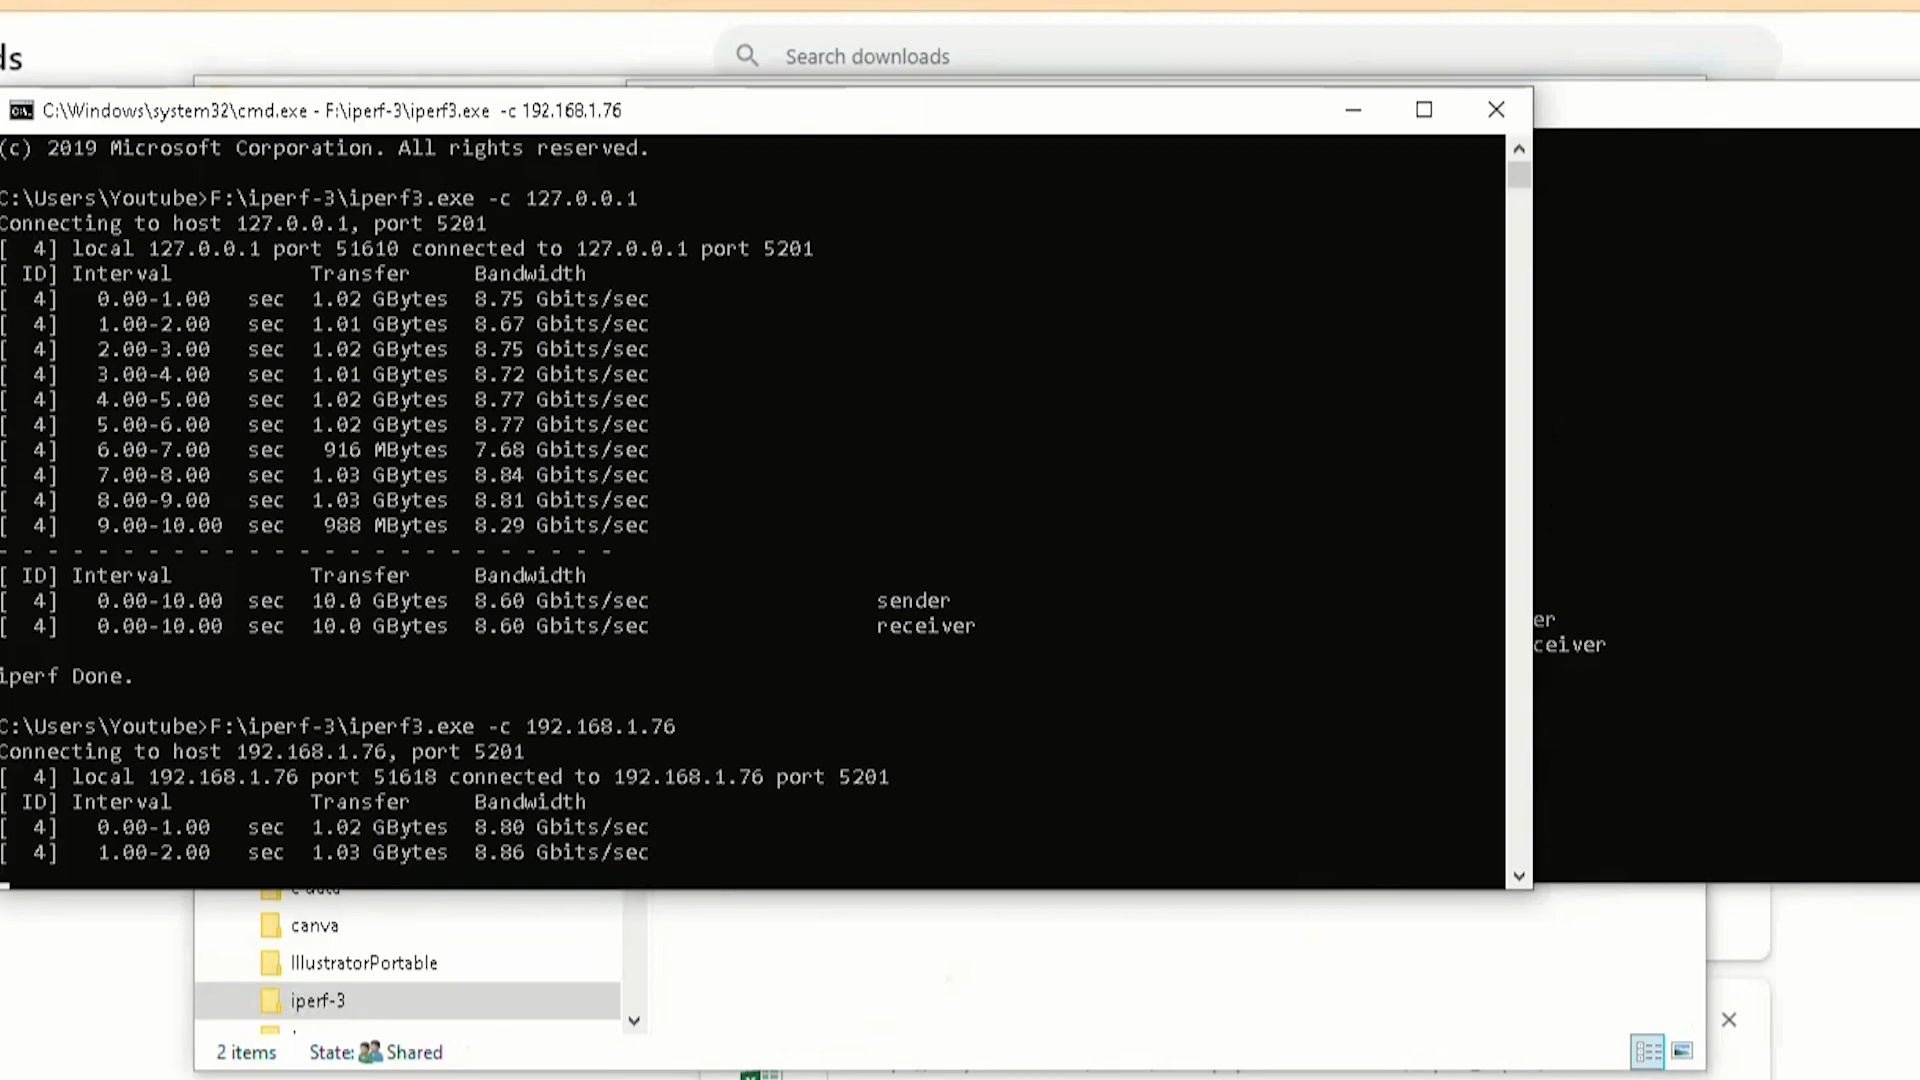 ds
Search downloads
C:\Windows\system32\cmd.exe - F:\iperf-3\iperf3.exe -c 192.168.1.76
(c) 2019 Microsoft Corporation. All rights reserved.
C:\Users\Youtube>F:\iperf-3\iperf3.exe -c 127.0.0.1
Connecting to host 127.0.0.1, port 5201
[ 4] local 127.0.0.1 port 51610 connected to 127.0.0.1 port 5201
[ ID] Interval Transfer Bandwidth
[ 4] 0.00-1.00 sec 1.02 GBytes 8.75 Gbits/sec
[ 4] 1.00-2.00 sec 1.01 GBytes 8.67 Gbits/sec
[ 4] 2.00-3.00 sec 1.02 GBytes 8.75 Gbits/sec
[ 4] 3.00-4.00 sec 1.01 GBytes 8.72 Gbits/sec
[ 4] 4.00-5.00 sec 1.02 GBytes 8.77 Gbits/sec
[ 4] 5.00-6.00 sec 1.02 GBytes 8.77 Gbits/sec
[ 4] 6.00-7.00 sec 916 MBytes 7.68 Gbits/sec
[ 4] 7.00-8.00 sec 1.03 GBytes 8.84 Gbits/sec
[ 4] 8.00-9.00 sec 1.03 GBytes 8.81 Gbits/sec
[ 4] 9.00-10.00 sec 988 MBytes 8.29 Gbits/sec
- - - - - - - - - - - - - - - - - - - - - - - - -
[ ID] Interval Transfer Bandwidth
[ 4] 0.00-10.00 sec 10.0 GBytes 8.60 Gbits/sec sender
[ 4] 0.00-10.00 sec 10.0 GBytes 8.60 Gbits/sec receiver
er
ceiver
iperf Done.
C:\Users\Youtube>F:\iperf-3\iperf3.exe -c 192.168.1.76
Connecting to host 192.168.1.76, port 5201
[ 4] local 192.168.1.76 port 51618 connected to 192.168.1.76 port 5201
[ ID] Interval Transfer Bandwidth
[ 4] 0.00-1.00 sec 1.02 GBytes 8.80 Gbits/sec
[ 4] 1.00-2.00 sec 1.03 GBytes 8.86 Gbits/sec
canva
IllustratorPortable
iperf-3
2 items State: Shared